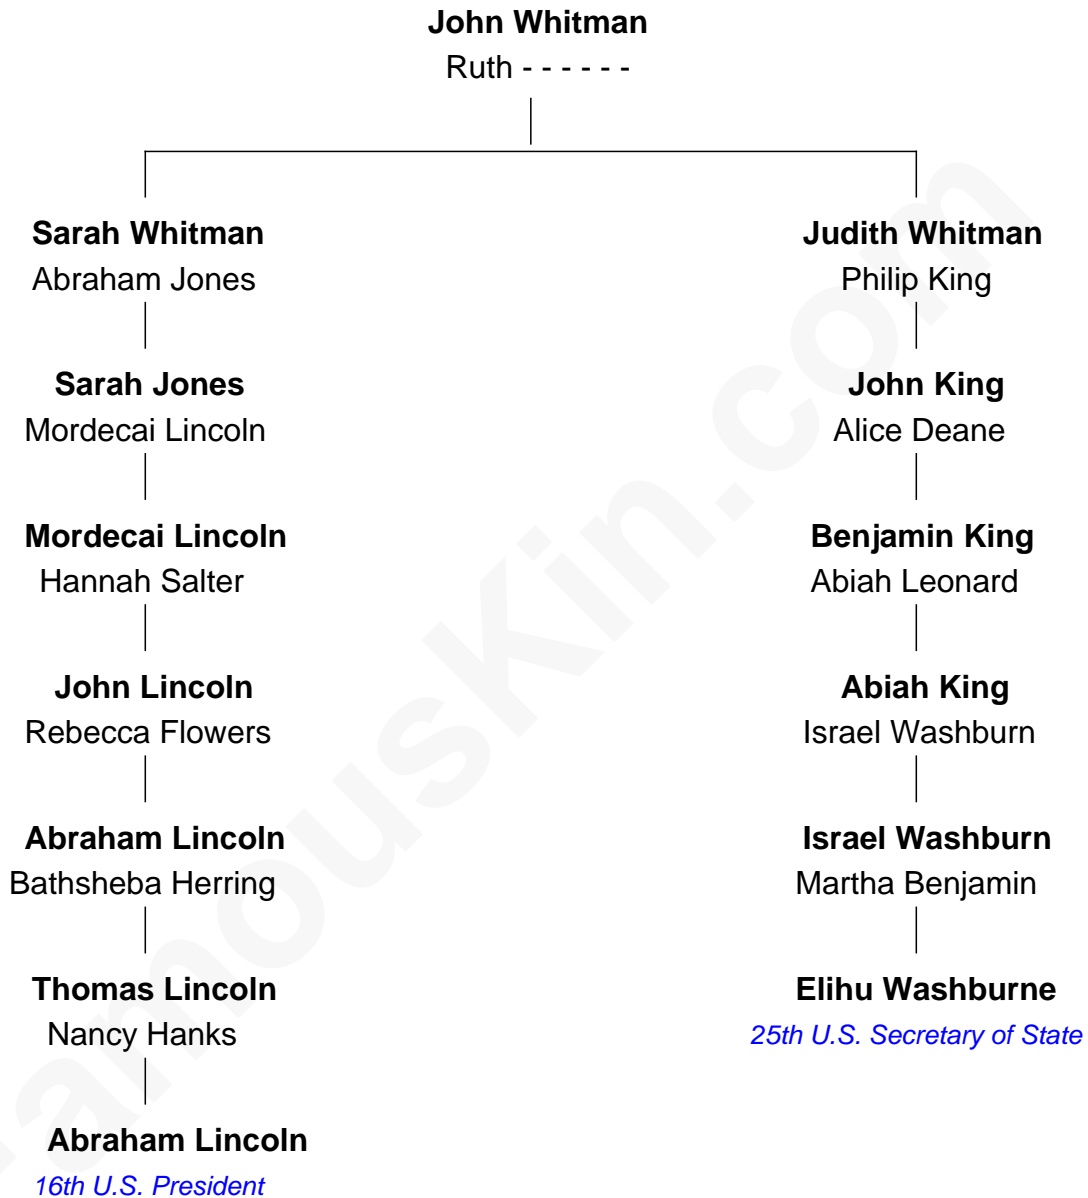 John Whitman
Ruth - - - - - -
Sarah Whitman
Abraham Jones
Judith Whitman
Philip King
Sarah Jones
Mordecai Lincoln
John King
Alice Deane
Mordecai Lincoln
Hannah Salter
Benjamin King
Abiah Leonard
John Lincoln
Rebecca Flowers
Abiah King
Israel Washburn
Abraham Lincoln
Bathsheba Herring
Israel Washburn
Martha Benjamin
Thomas Lincoln
Nancy Hanks
Elihu Washburne
25th U.S. Secretary of State
Abraham Lincoln
16th U.S. President
FamousKin.com